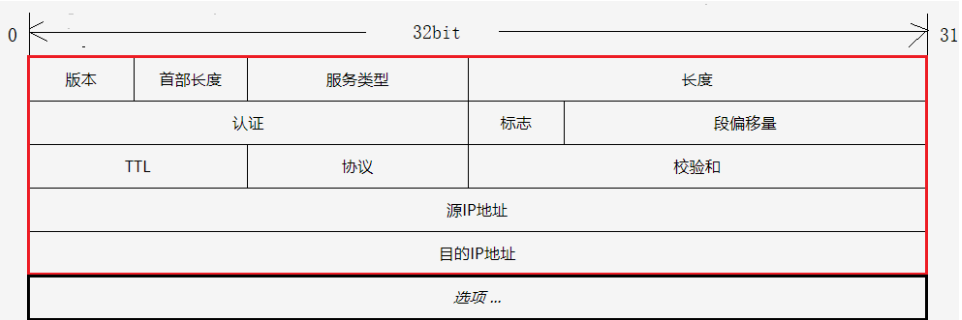 0 32bit 31
版本 首部长度 服务类型 长度
认证 标志 段偏移量
TTL 协议 校验和
源IP地址
目的IP地址
选项 ...